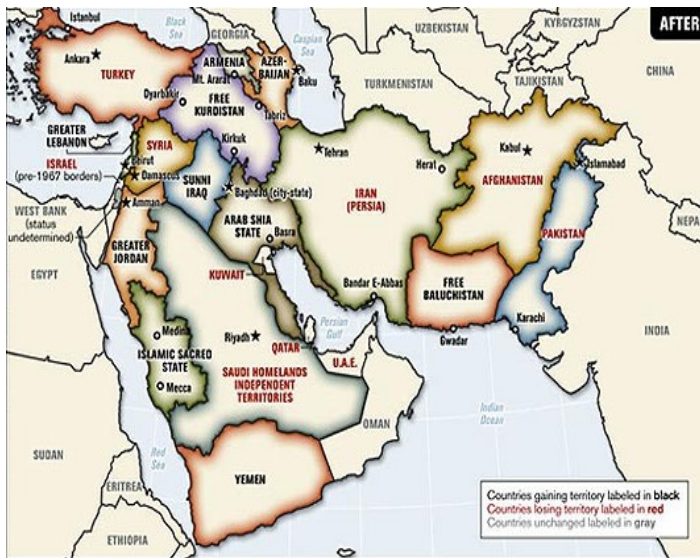 AFTER
Istanbul
Black
Sea
GEORGIA
Caspian
Sea
UZBEKISTAN
KYRGYZSTAN
Ankara
TURKEY
ARMENIA
Mt. Ararat
AZER-
BAIJAN
Baku
TURKMENISTAN
TAJIKISTAN
CHINA
Dyarbakir
FREE
KURDISTAN
Tabriz
GREATER
LEBANON
SYRIA
Kirkuk
Tehran
Herat
Kabul
Islamabad
ISRAEL
(pre-1967 borders)
Beirut
Damascus
SUNNI
IRAQ
Baghdad (city-state)
IRAN
(PERSIA)
AFGHANISTAN
WEST BANK
(status
undetermined)
Amman
ARAB SHIA
STATE
Basra
PAKISTAN
NEPA
EGYPT
GREATER
JORDAN
KUWAIT
Bandar E-Abbas
FREE
BALUCHISTAN
Karachi
INDIA
Medina
Riyadh
Persian
Gulf
Gwadar
ISLAMIC SACRED
STATE
Mecca
QATAR
U.A.E.
SAUDI HOMELANDS
INDEPENDENT
TERRITORIES
OMAN
Indian
Ocean
SUDAN
Red
Sea
YEMEN
ERITREA
ETHIOPIA
Countries gaining territory labeled in black
Countries losing territory labeled in red
Countries unchanged labeled in gray